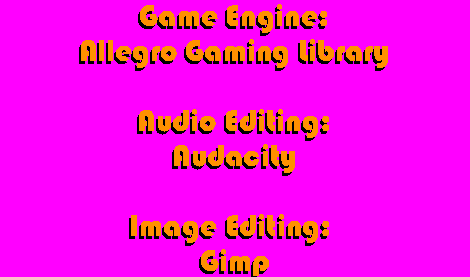 Game Engine:
Allegro Gaming Library
Audio Editing:
Audacity
Image Editing:
Gimp